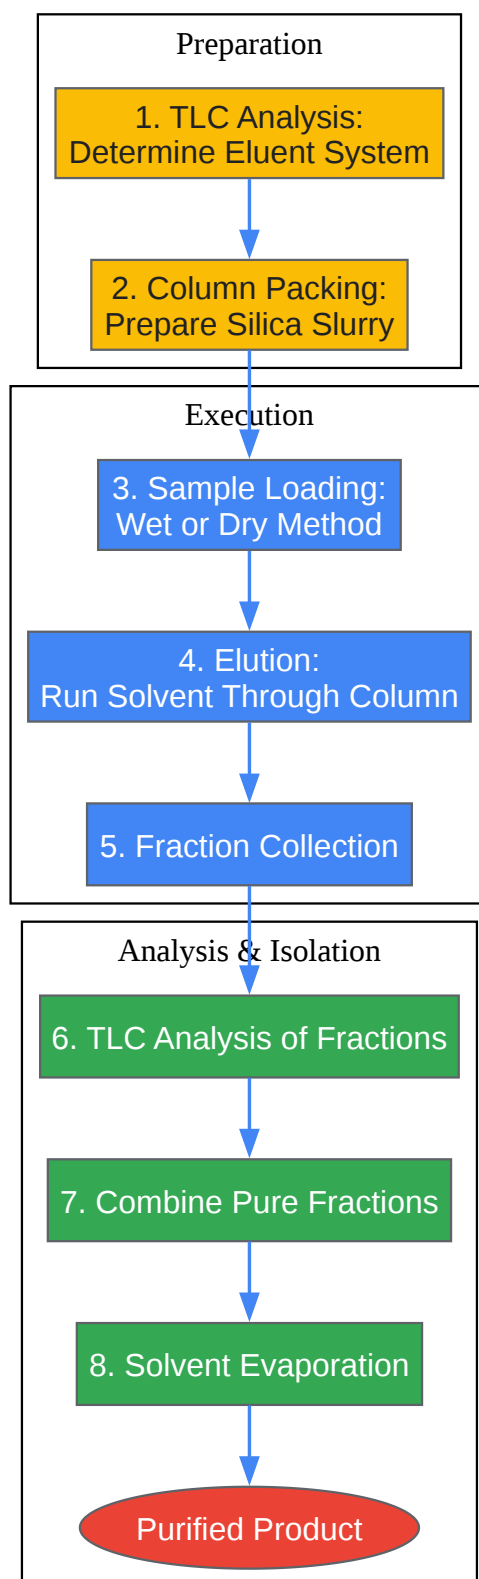 Preparation
1. TLC Analysis:
Determine Eluent System
2. Column Packing:
Prepare Silica Slurry
Execution
3. Sample Loading:
Wet or Dry Method
4. Elution:
Run Solvent Through Column
5. Fraction Collection
Analysis & Isolation
6. TLC Analysis of Fractions
7. Combine Pure Fractions
8. Solvent Evaporation
Purified Product